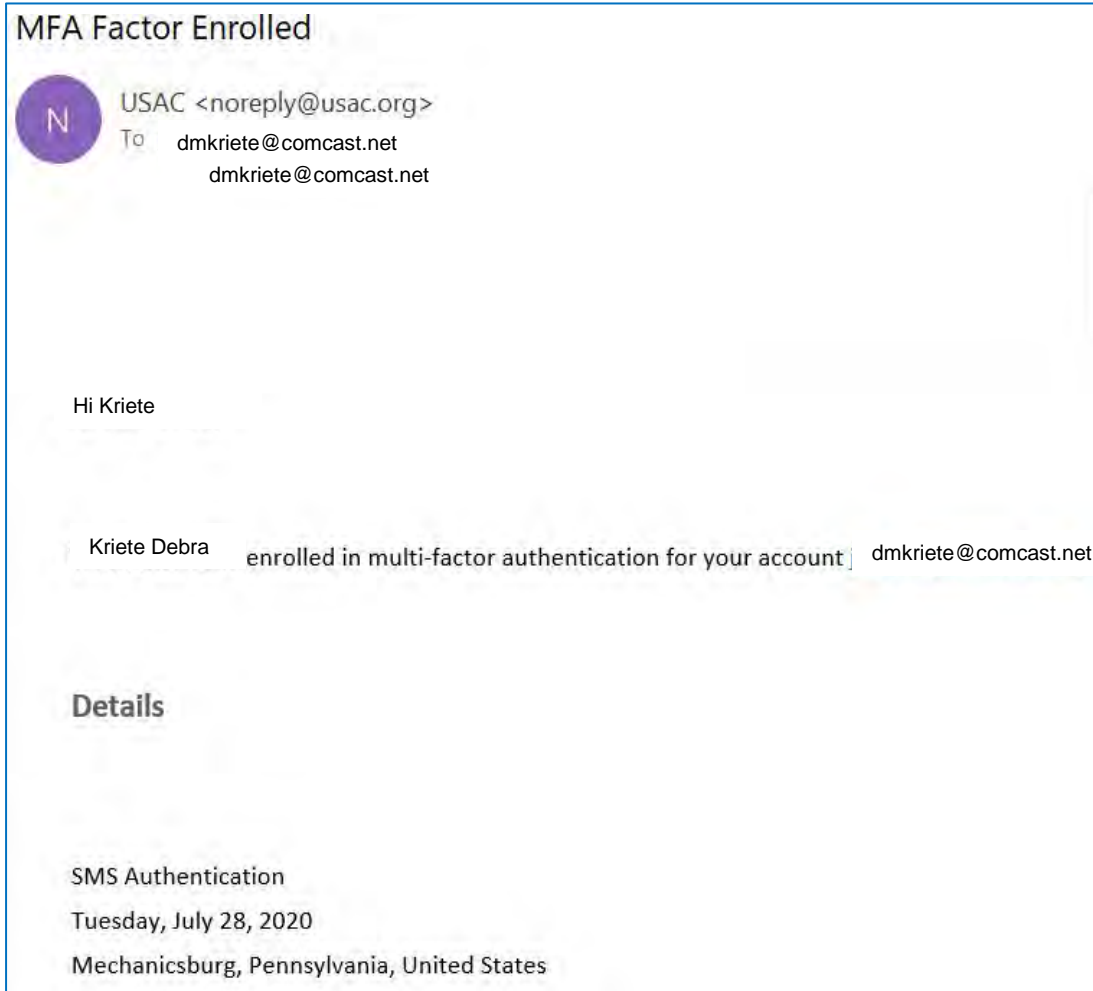 MFA Factor Enrolled
N
USAC <noreply@usac.org>
To dmkriete@comcast.net
dmkriete@comcast.net
Hi Kriete
Kriete Debra enrolled in multi-factor authentication for your account dmkriete@comcast.net
Details
SMS Authentication
Tuesday, July 28, 2020
Mechanicsburg, Pennsylvania, United States